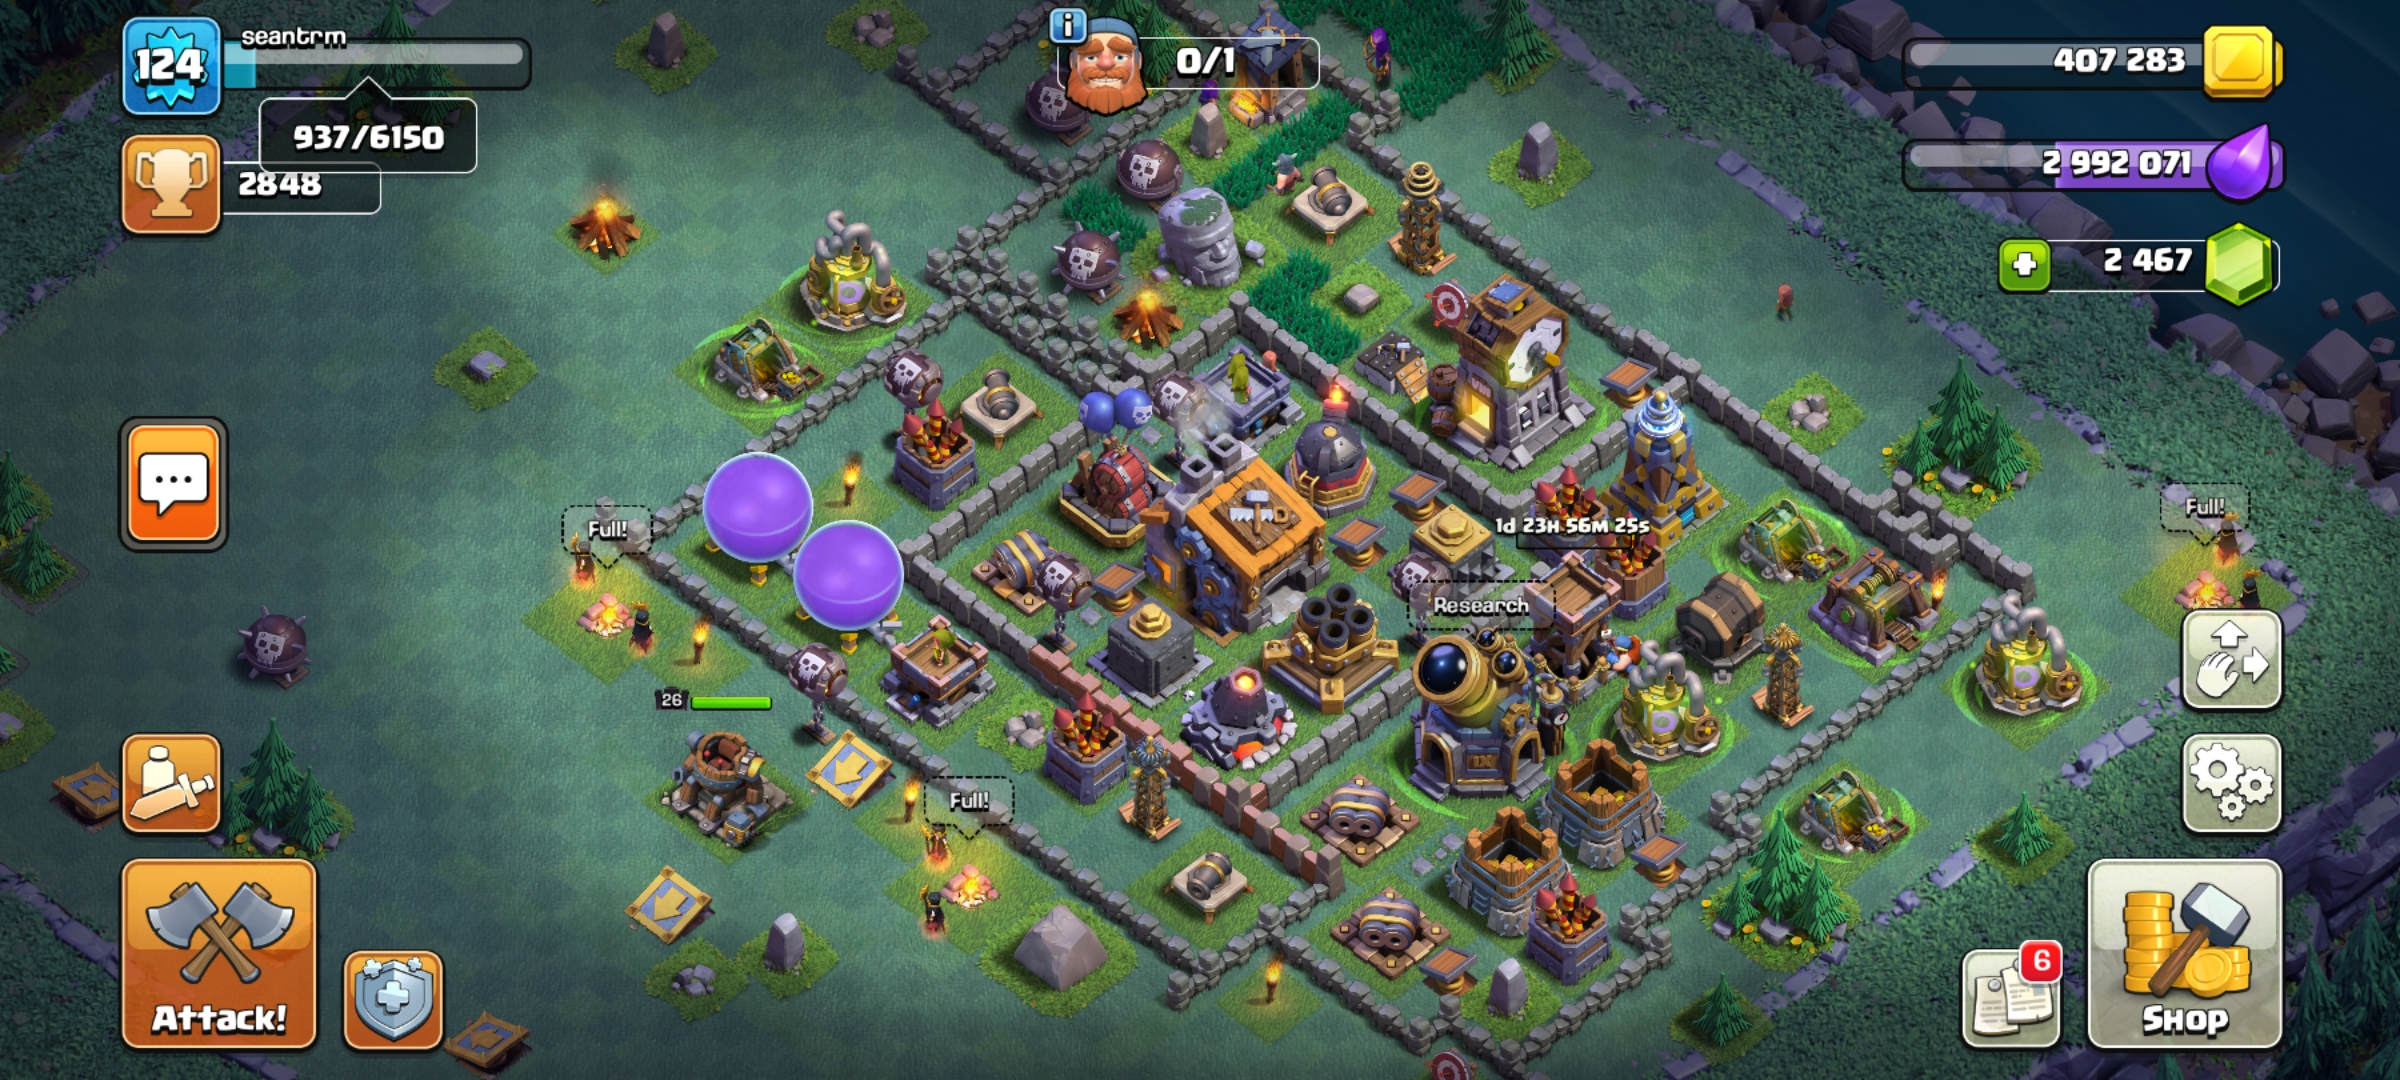 124
seantrm
937/6150
2848
i
0/1
407 283
2 992 071
2 467
Full!
Full!
1d 23H 56M 25s
Research
26
Full!
IX
6
Attack!
Shop